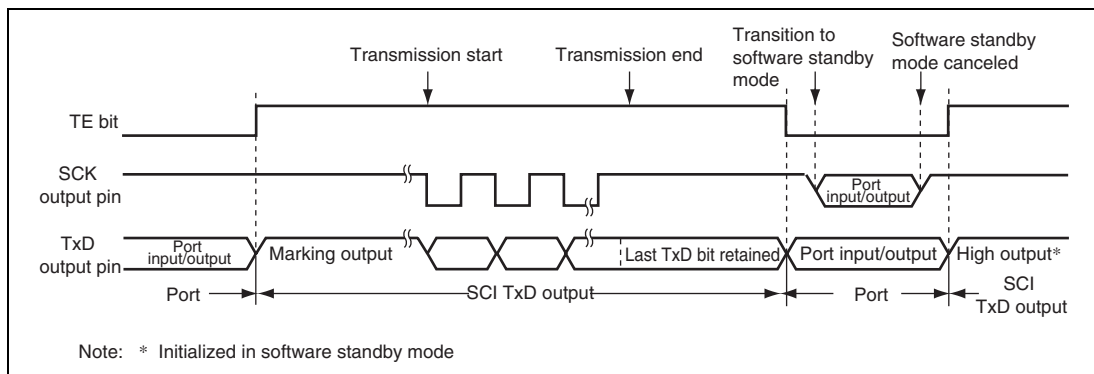 Transmission start
Transmission end
Transition to
software standby
mode
Software standby
mode canceled
TE bit
SCK
output pin
Port
input/output
TxD
output pin
Port
input/output
Marking output
Last TxD bit retained
Port input/output
High output*
Port
SCI TxD output
Port
SCI
TxD output
Note: * Initialized in software standby mode